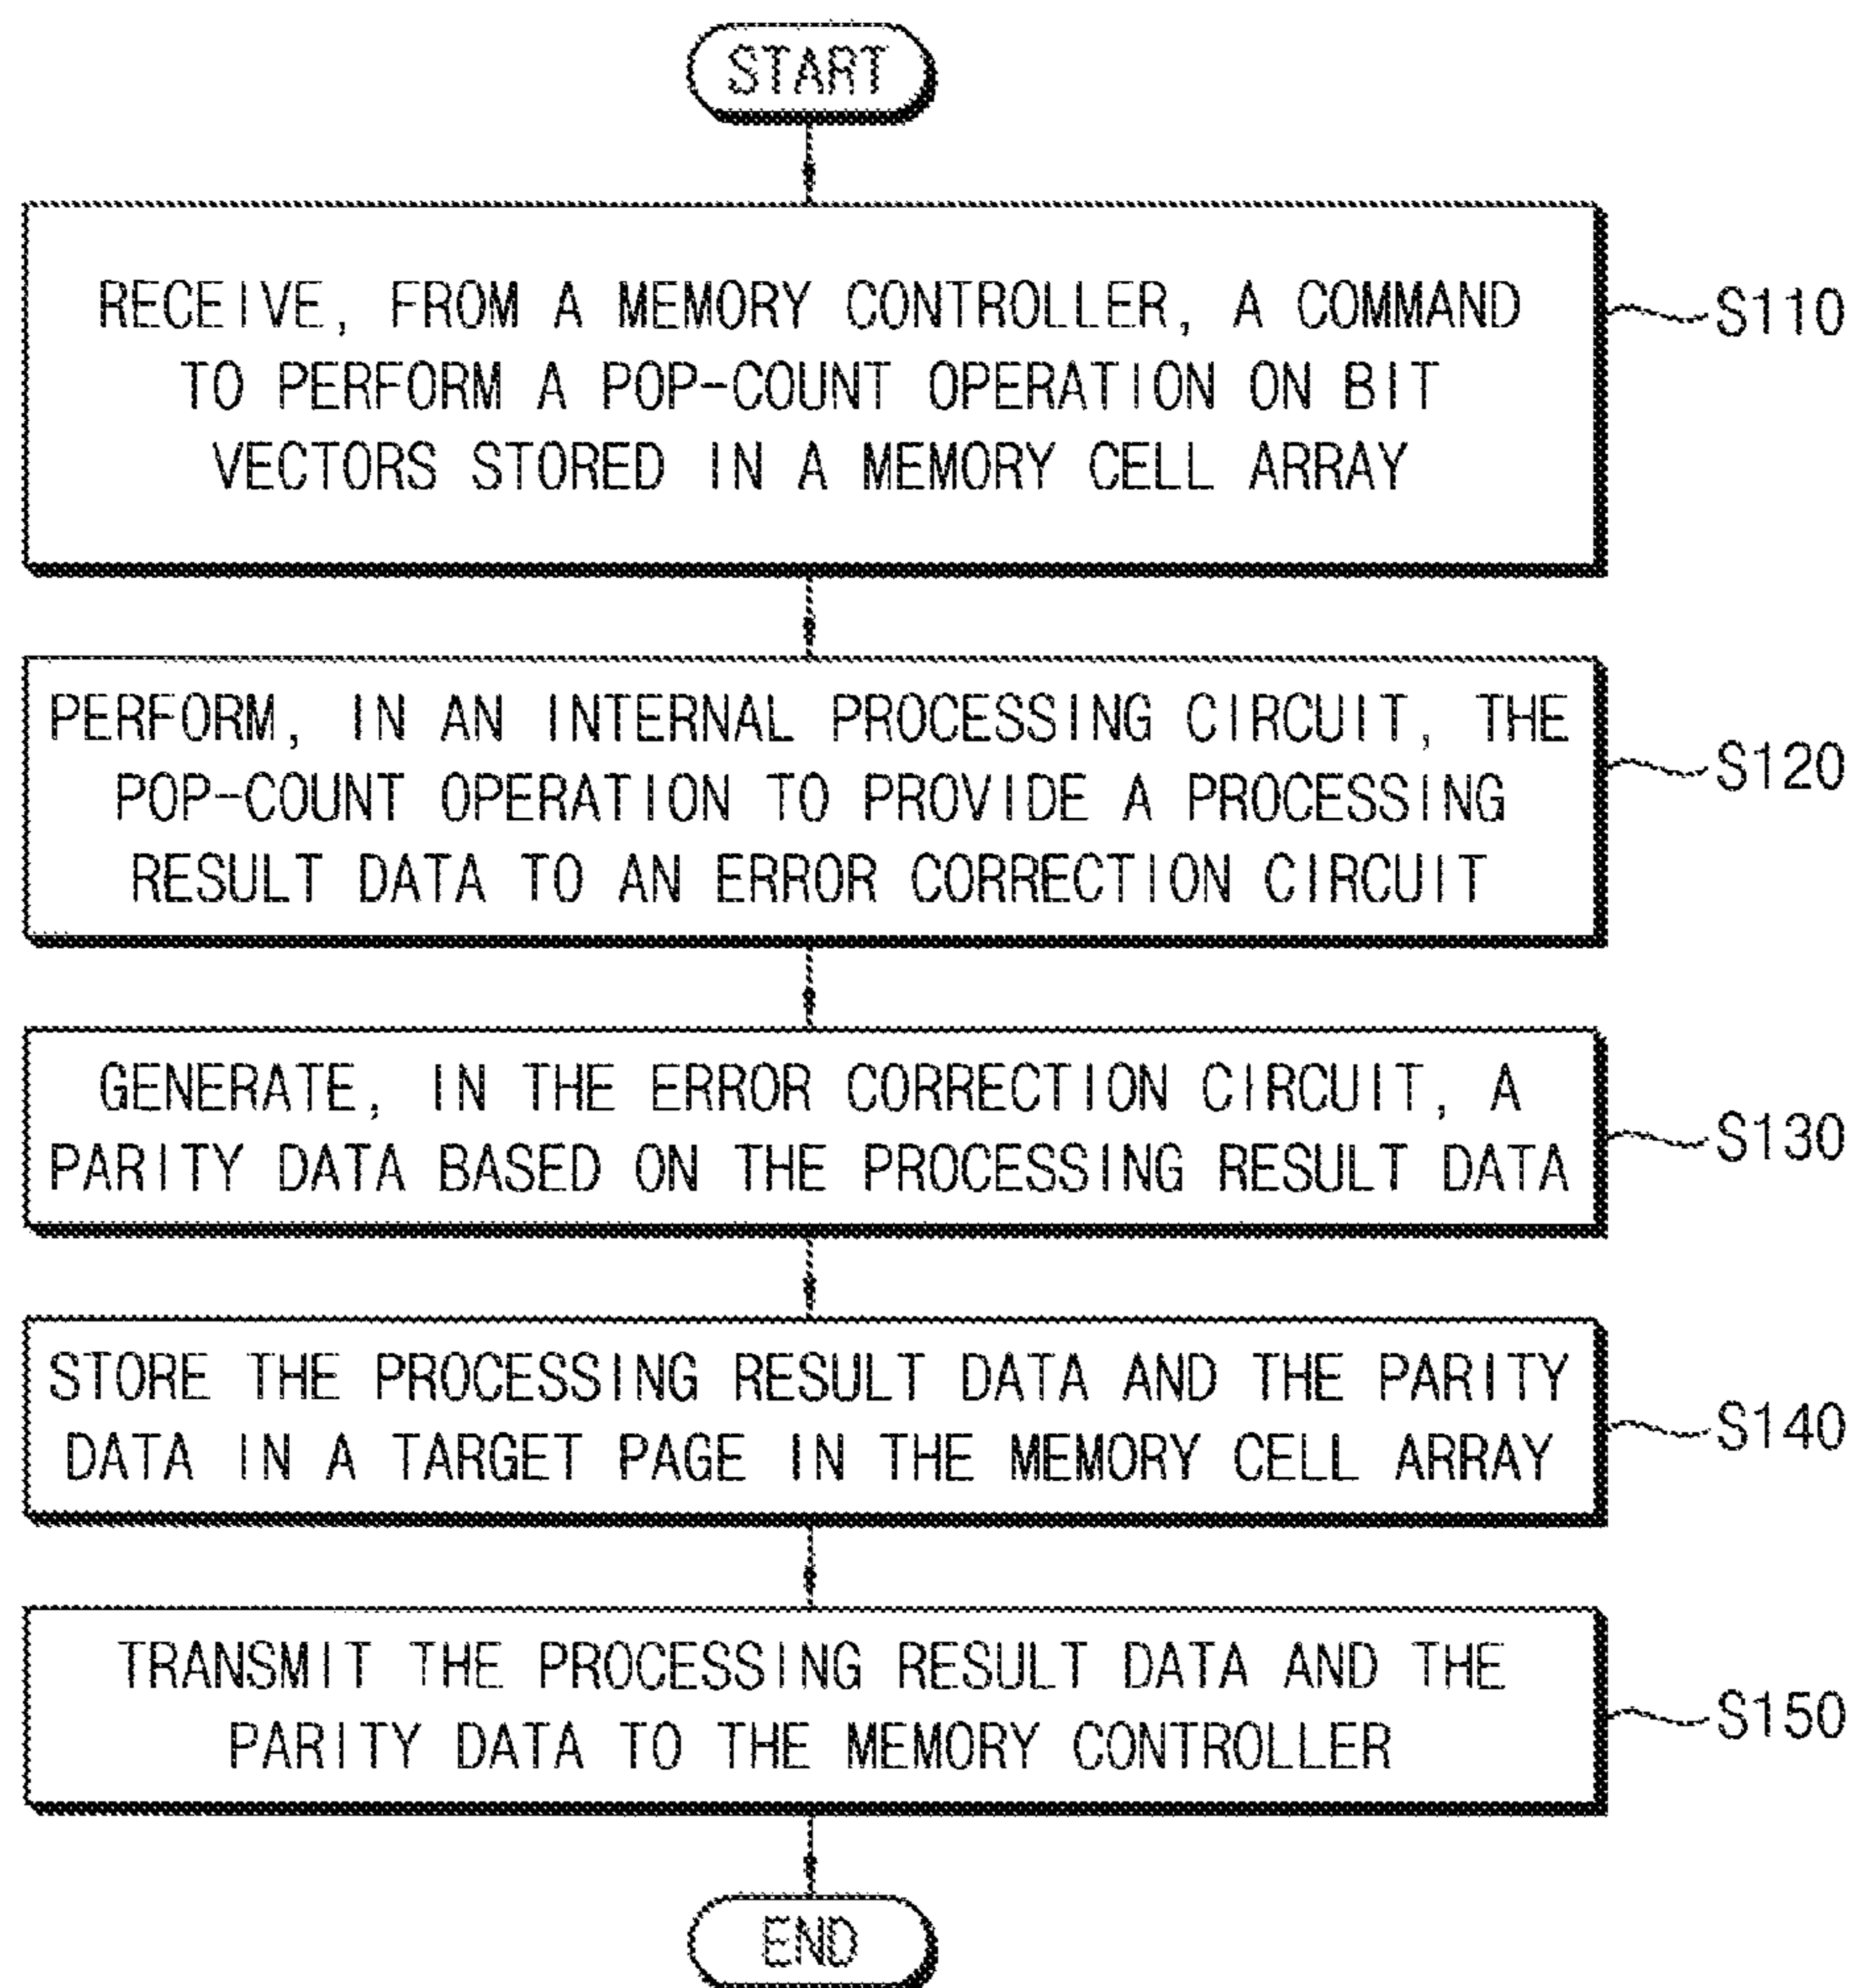 START
RECEIVE, FROM A MEMORY CONTROLLER, A COMMAND
TO PERFORM A POP-COUNT OPERATION ON BIT
VECTORS STORED IN A MEMORY CELL ARRAY
S110
PERFORM, IN AN INTERNAL PROCESSING CIRCUIT, THE
POP-COUNT OPERATION TO PROVIDE A PROCESSING
RESULT DATA TO AN ERROR CORRECTION CIRCUIT
S120
GENERATE, IN THE ERROR CORRECTION CIRCUIT, A
PARITY DATA BASED ON THE PROCESSING RESULT DATA
S130
STORE THE PROCESSING RESULT DATA AND THE PARITY
DATA IN A TARGET PAGE IN THE MEMORY CELL ARRAY
S140
TRANSMIT THE PROCESSING RESULT DATA AND THE
PARITY DATA TO THE MEMORY CONTROLLER
S150
END